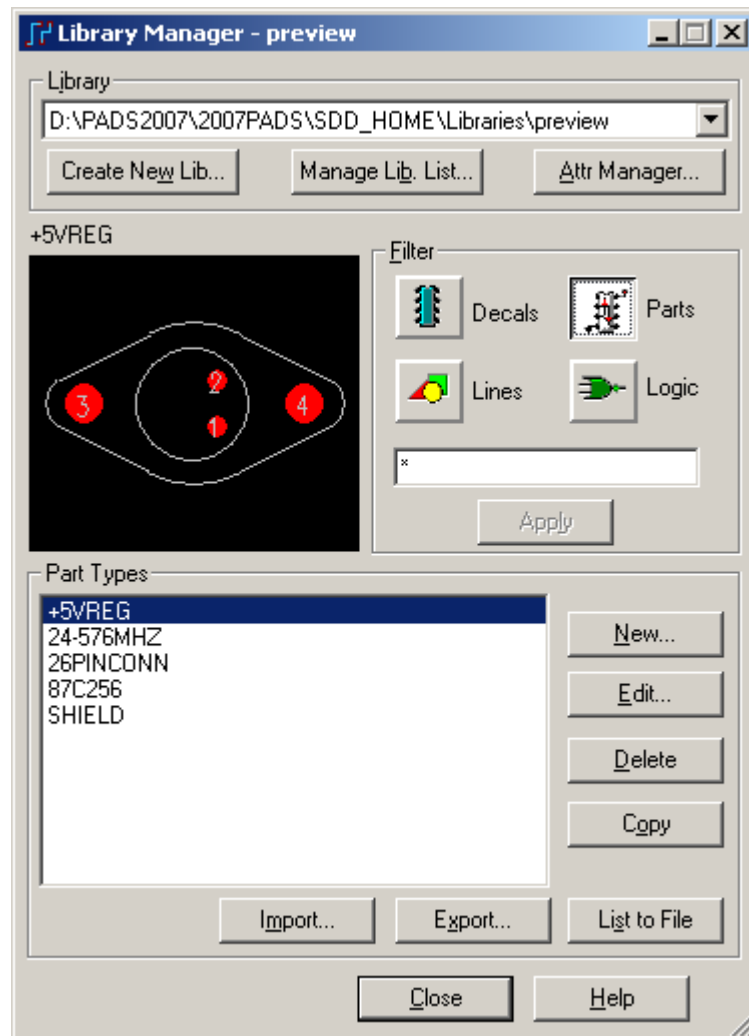 Library Manager - preview
Library
D:\PADS2007\2007PADS\SDD_HOME\Libraries\preview
Create New Lib...
Manage Lib. List...
Attr Manager...
+5VREG
3
2
1
4
Filter
Decals
Parts
Lines
Logic
*
Apply
Part Types
+5VREG
24-576MHZ
26PINCONN
87C256
SHIELD
New...
Edit...
Delete
Copy
Import...
Export...
List to File
Close
Help